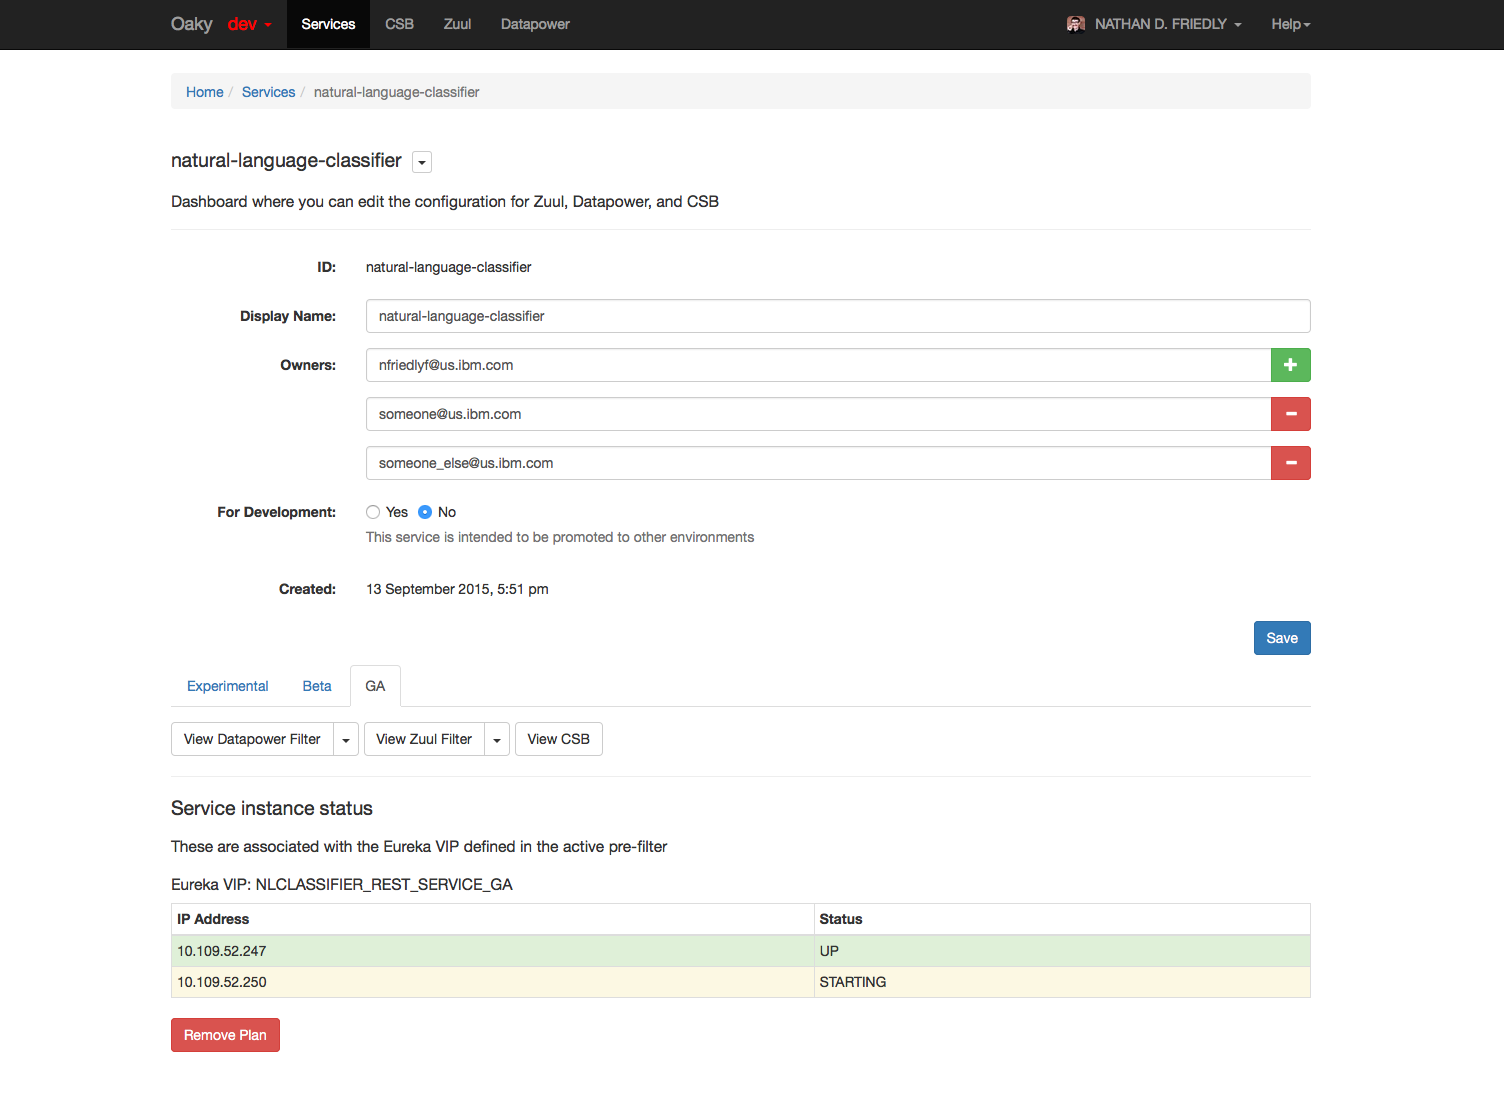 Oaky dev Services CSB Zuul Datapower NATHAN D. FRIEDLY Help
Home / Services / natural-language-classifier
natural-language-classifier
Dashboard where you can edit the configuration for Zuul, Datapower, and CSB
ID: natural-language-classifier
Display Name: natural-language-classifier
Owners: nfriedlyf@us.ibm.com
someone@us.ibm.com
someone_else@us.ibm.com
For Development: Yes No
This service is intended to be promoted to other environments
Created: 13 September 2015, 5:51 pm
Save
Experimental Beta GA
View Datapower Filter View Zuul Filter View CSB
Service instance status
These are associated with the Eureka VIP defined in the active pre-filter
Eureka VIP: NLCLASSIFIER_REST_SERVICE_GA
IP Address Status
10.109.52.247 UP
10.109.52.250 STARTING
Remove Plan